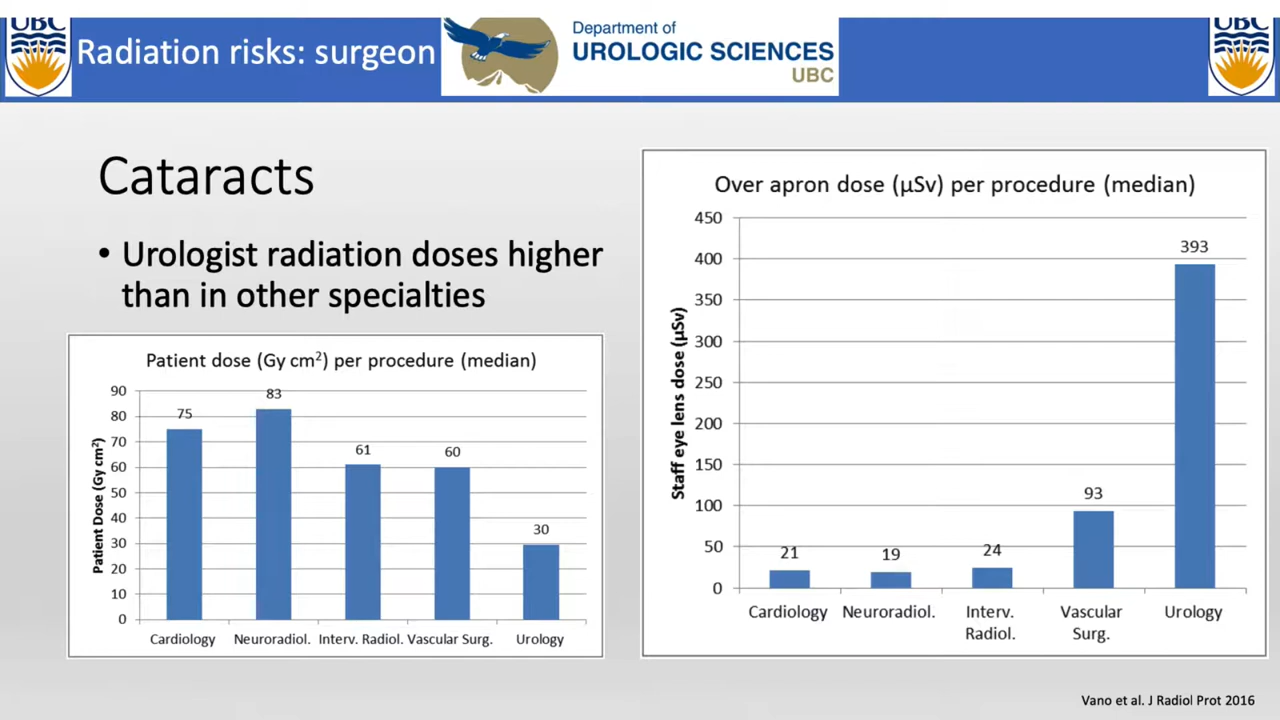 UBC
Radiation risks: surgeon
Department of
UROLOGIC SCIENCES
UBC
UBC
Cataracts
• Urologist radiation doses higher
than in other specialties
Patient dose (Gy cm²) per procedure (median)
Patient Dose (Gy cm²)
90
80
70
60
50
40
30
20
10
0
75
83
61
60
30
Cardiology
Neuroradiol.
Interv. Radiol.
Vascular Surg.
Urology
Over apron dose (µSv) per procedure (median)
Staff eye lens dose (µSv)
450
400
350
300
250
200
150
100
50
0
21
19
24
93
393
Cardiology
Neuroradiol.
Interv.
Radiol.
Vascular
Surg.
Urology
Vano et al. J Radiol Prot 2016